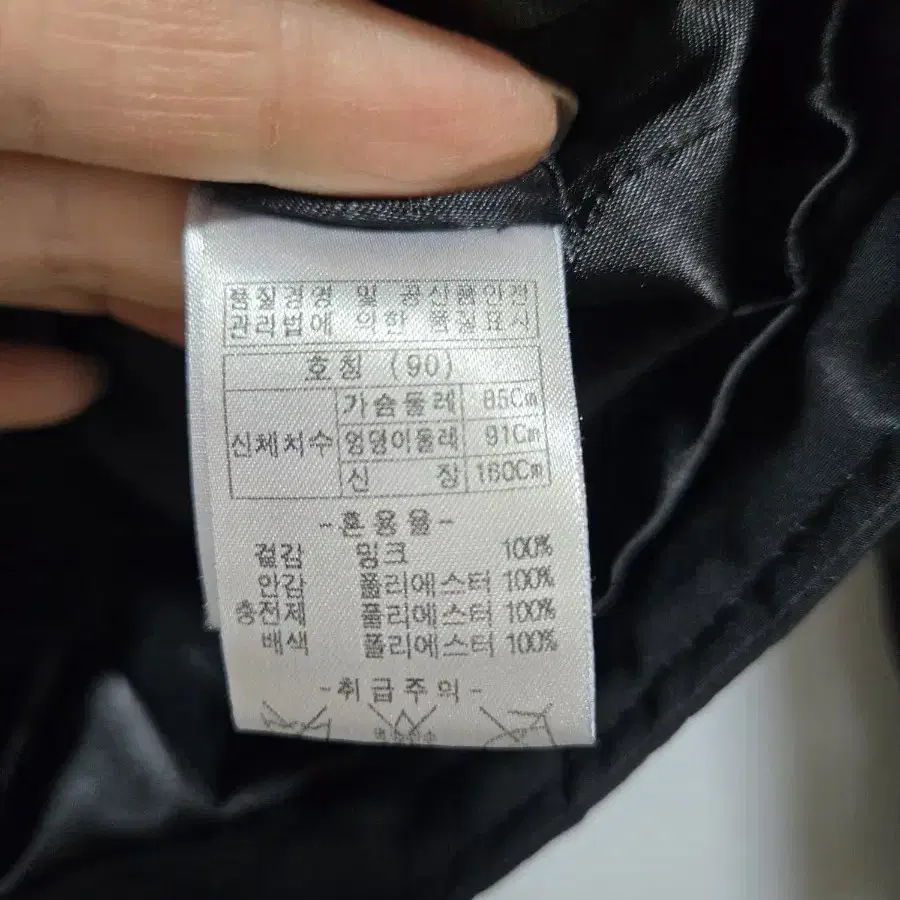 품질경영 및 공산품안전
관리법에 의한 품질표시
호칭 (90)
신체치수
가슴둘레 85Cm
엉덩이둘레 91Cm
신 장 160Cm
-혼용율-
겉감 밍크 100%
안감 폴리에스터 100%
충전제 폴리에스터 100%
배색 폴리에스터 100%
-취급주의-